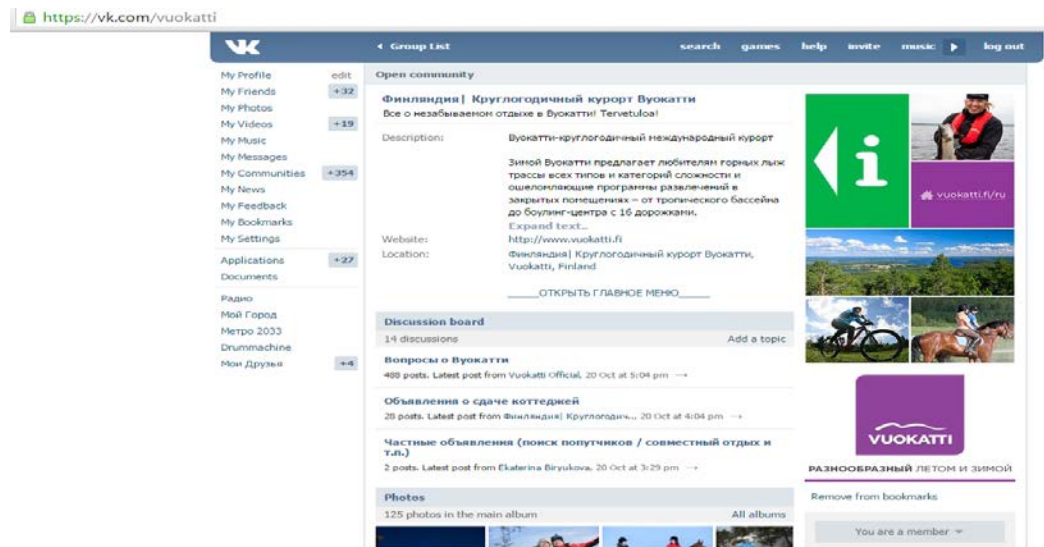 https://vk.com/vuokatti
Group List search games help invite music log out
My Profile edit
My Friends +32
My Photos
My Videos +19
My Music
My Messages
My Communities +354
My News
My Feedback
My Bookmarks
My Settings
Applications +27
Documents
Радио
Мой Город
Метро 2033
Drummachine
Мои Друзья +4
Open community
Финляндия| Круглогодичный курорт Вуокатти
Все о незабываемом отдыхе в Вуокатти! Tervetuloa!
Description: Вуокатти-круглогодичный международный курорт
Зимой Вуокатти предлагает любителям горных лыж
трассы всех типов и категорий сложности и
ошеломляющие программы развлечений в
закрытых помещениях – от тропического бассейна
до боулинг-центра с 16 дорожками.
Expand text...
Website: http://www.vuokatti.fi
Location: Финляндия| Круглогодичный курорт Вуокатти,
Vuokatti, Finland
_____ОТКРЫТЬ ГЛАВНОЕ МЕНЮ_____
Discussion board
14 discussions Add a topic
Вопросы о Вуокатти
488 posts. Latest post from Vuokatti Official, 20 Oct at 5:04 pm →
Объявления о сдаче коттеджей
28 posts. Latest post from Финляндия| Круглогодич..., 20 Oct at 4:04 pm →
Частные объявления (поиск попутчиков / совместный отдых и
т.п.)
2 posts. Latest post from Ekaterina Biryukova, 20 Oct at 3:29 pm →
Photos
125 photos in the main album All albums
i
vuokatti.fi/ru
VUOKATTI
РАЗНООБРАЗНЫЙ ЛЕТОМ И ЗИМОЙ
Remove from bookmarks
You are a member